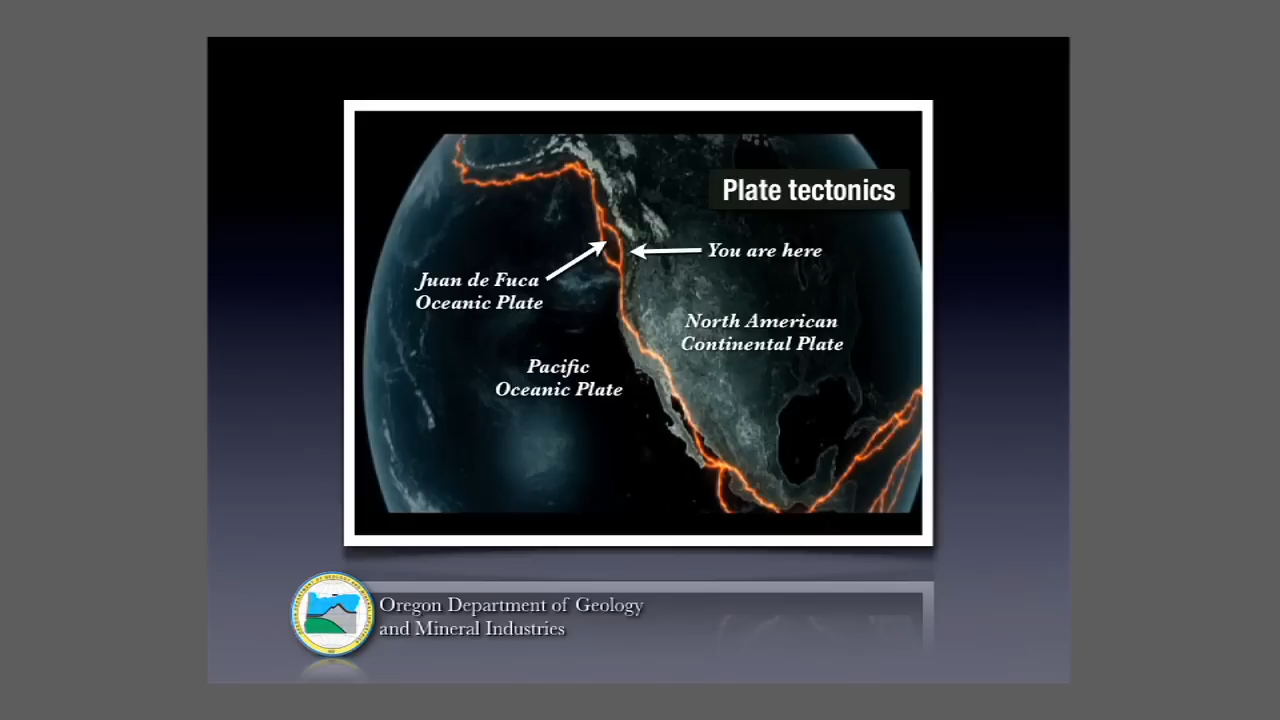 Plate tectonics
You are here
Juan de Fuca
Oceanic Plate
North American
Continental Plate
Pacific
Oceanic Plate
Oregon Department of Geology
and Mineral Industries